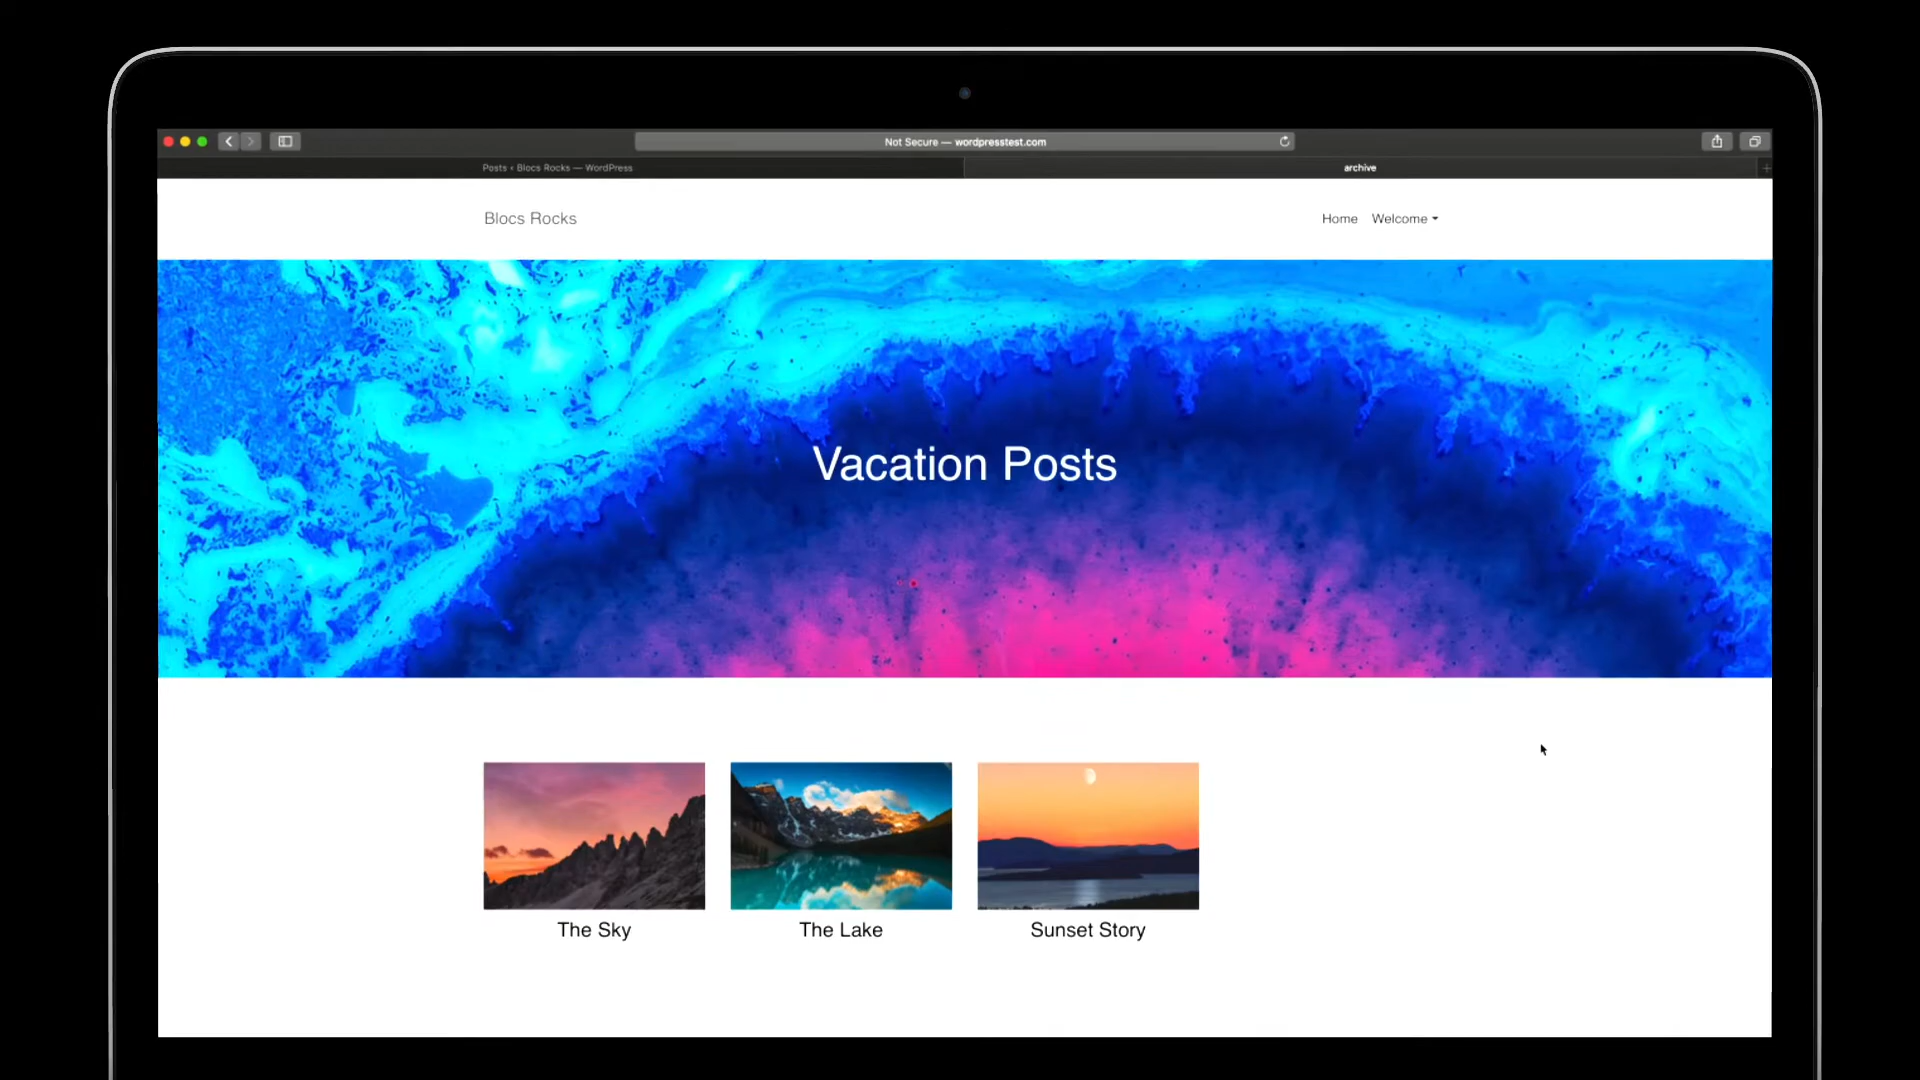 Not Secure — wordpresstest.com
Posts ‹ Blocs Rocks — WordPress
archive
Blocs Rocks
Home
Welcome
Vacation Posts
The Sky
The Lake
Sunset Story